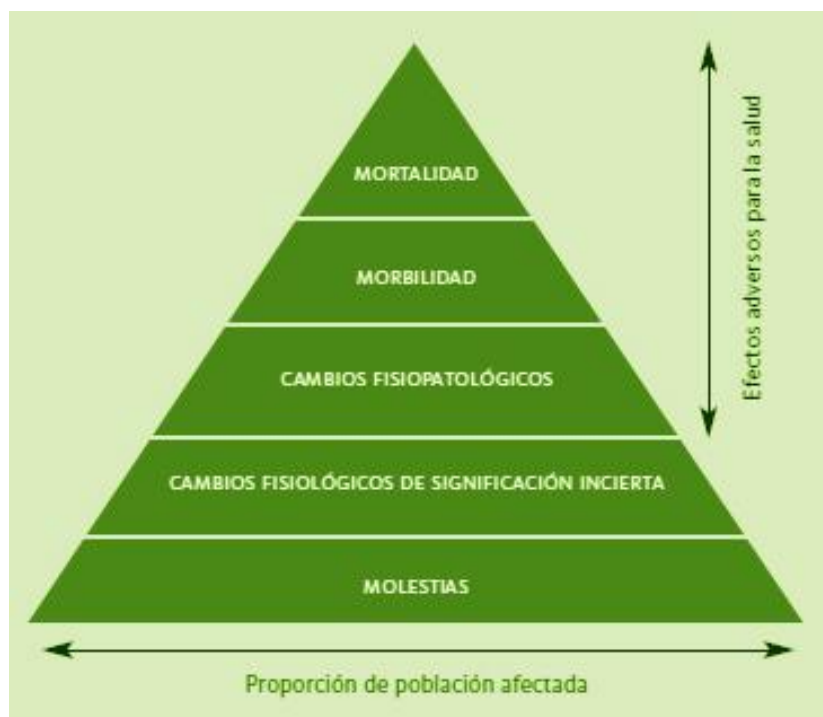 MORTALIDAD
MORBILIDAD
CAMBIOS FISIOPATOLÓGICOS
CAMBIOS FISIOLÓGICOS DE SIGNIFICACIÓN INCIERTA
MOLESTIAS
Efectos adversos para la salud
Proporción de población afectada